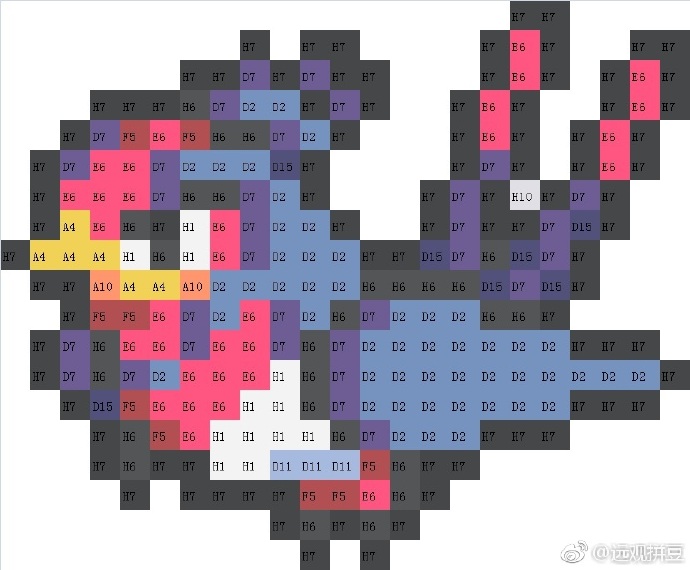 H7 H7
H7 H7 H7 H7 E6 H7 H7 H7
H7 H7 D7 H7 D7 H7 H7 H7 E6 H7 H7 E6 H7
H7 H7 H7 H6 D7 D2 D2 H7 D7 H7 H7 E6 H7 H7 E6 H7
H7 D7 F5 E6 F5 H6 H6 D7 D2 H7 H7 E6 H7 H7 E6 H7
H7 D7 E6 E6 D7 D2 D2 D2 D15 H7 H7 D7 H7 H7 E6 H7
H7 E6 E6 E6 D7 H6 H6 D7 D2 H7 H7 D7 H7 H10 H7 D7 H7
H7 A4 E6 H6 H7 H1 E6 D7 D2 D2 H7 H7 D7 H7 H7 D7 D15 H7
H7 A4 A4 A4 H1 H6 H1 E6 D7 D2 D2 D2 H7 H7 D15 D7 H6 D15 D7 H7
H7 H7 A10 A4 A4 A10 D2 D2 D2 D2 D2 H6 H6 H6 H6 D15 D7 D15 H7
H7 F5 F5 E6 D7 D2 E6 D7 D2 H6 D7 D2 D2 D2 H6 H6 H7
H7 D7 H6 E6 E6 D7 E6 E6 D7 H6 D7 D2 D2 D2 D2 D2 D2 D2 H7 H7 H7
H7 D7 H6 D7 D2 E6 E6 E6 H1 H6 D7 D2 D2 D2 D2 D2 D2 D2 D2 D2 D2 H7
H7 D15 F5 E6 E6 E6 H1 H1 H6 D7 D2 D2 D2 D2 D2 D2 D2 H7 H7 H7
H7 H6 F5 E6 H1 H1 H1 H1 H6 D7 D2 D2 D2 H7 H7 H7
H7 H6 H7 H7 H1 H1 D11 D11 D11 F5 H6 H7 H7
H7 H7 H7 H7 H7 F5 F5 E6 H6 H7
H7 H6 H6 H6 H7
H7 H7
@远观拼豆